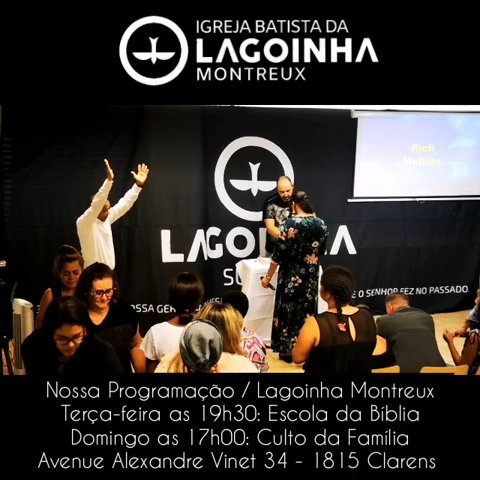 IGREJA BATISTA DA
LAGOINHA
MONTREUX
Rich
Mullins
LAGOINHA
E O SENHOR FEZ NO PASSADO.
Nossa Programação / Lagoinha Montreux
Terça-feira as 19h30: Escola da Bíblia
Domingo as 17h00: Culto da Família
Avenue Alexandre Vinet 34 - 1815 Clarens